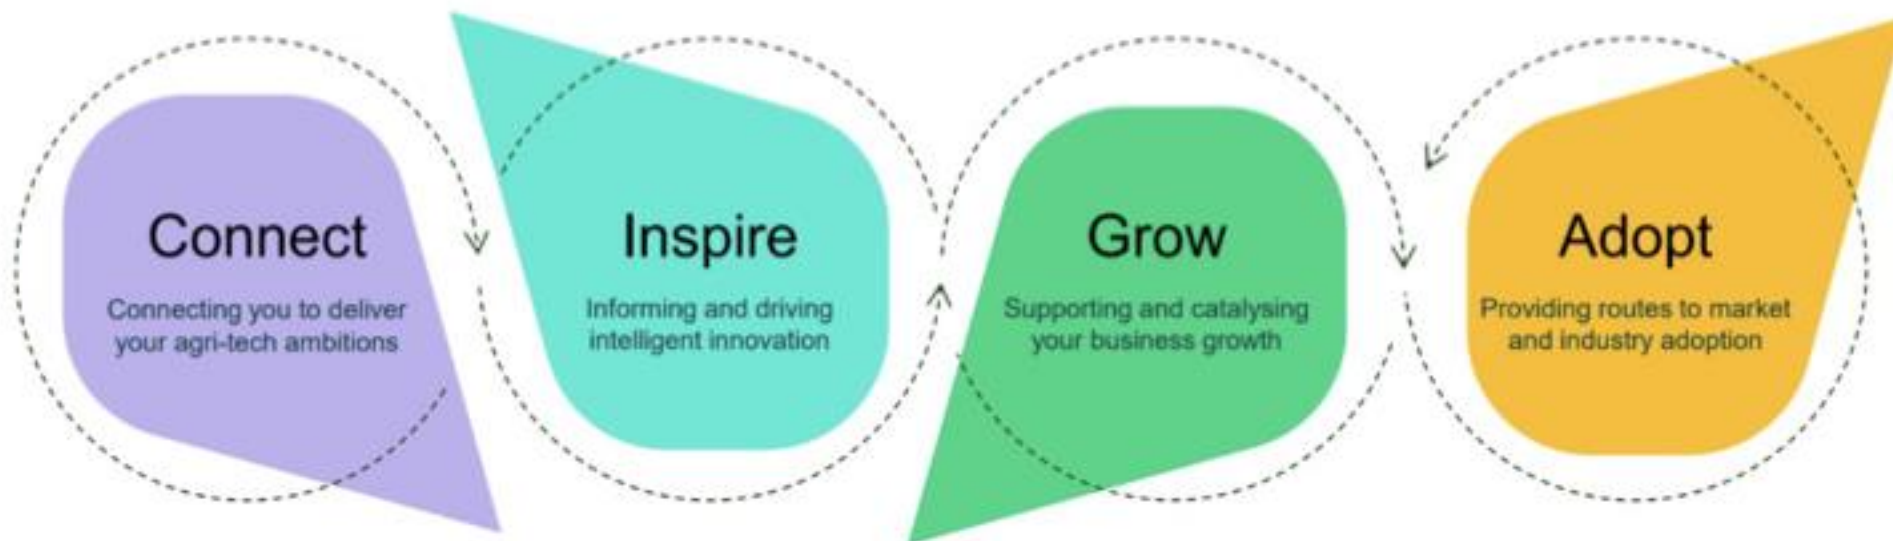 Connect
Connecting you to deliver
your agri-tech ambitions
Inspire
Informing and driving
intelligent innovation
Grow
Supporting and catalysing
your business growth
Adopt
Providing routes to market
and industry adoption